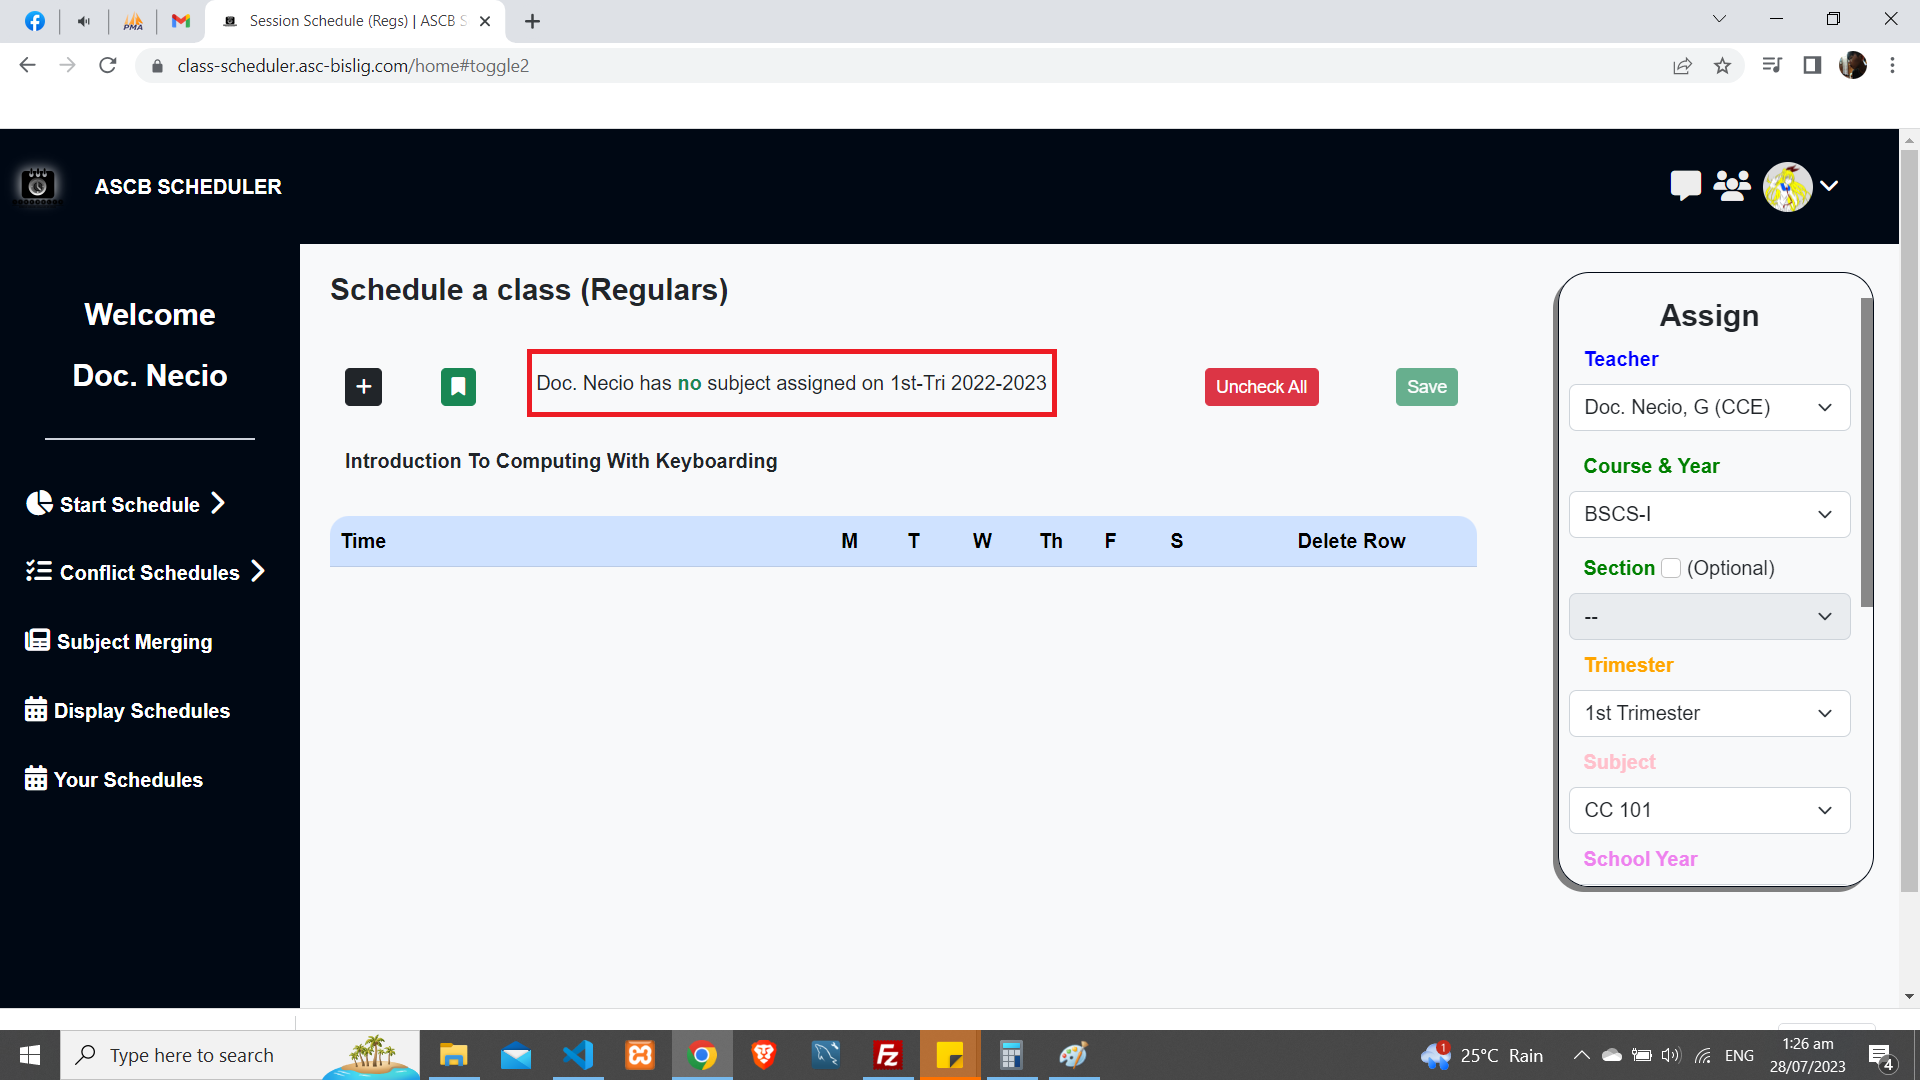 Session Schedule (Regs) | ASCB S
class-scheduler.asc-bislig.com/home#toggle2
ASCB SCHEDULER
Welcome
Doc. Necio
Start Schedule
Conflict Schedules
Subject Merging
Display Schedules
Your Schedules
Schedule a class (Regulars)
Doc. Necio has no subject assigned on 1st-Tri 2022-2023
Uncheck All
Save
Introduction To Computing With Keyboarding
Time M T W Th F S Delete Row
Assign
Teacher
Doc. Necio, G (CCE)
Course & Year
BSCS-I
Section (Optional)
--
Trimester
1st Trimester
Subject
CC 101
School Year
Type here to search
25°C Rain
ENG
1:26 am
28/07/2023
4
1
PMA
FZ